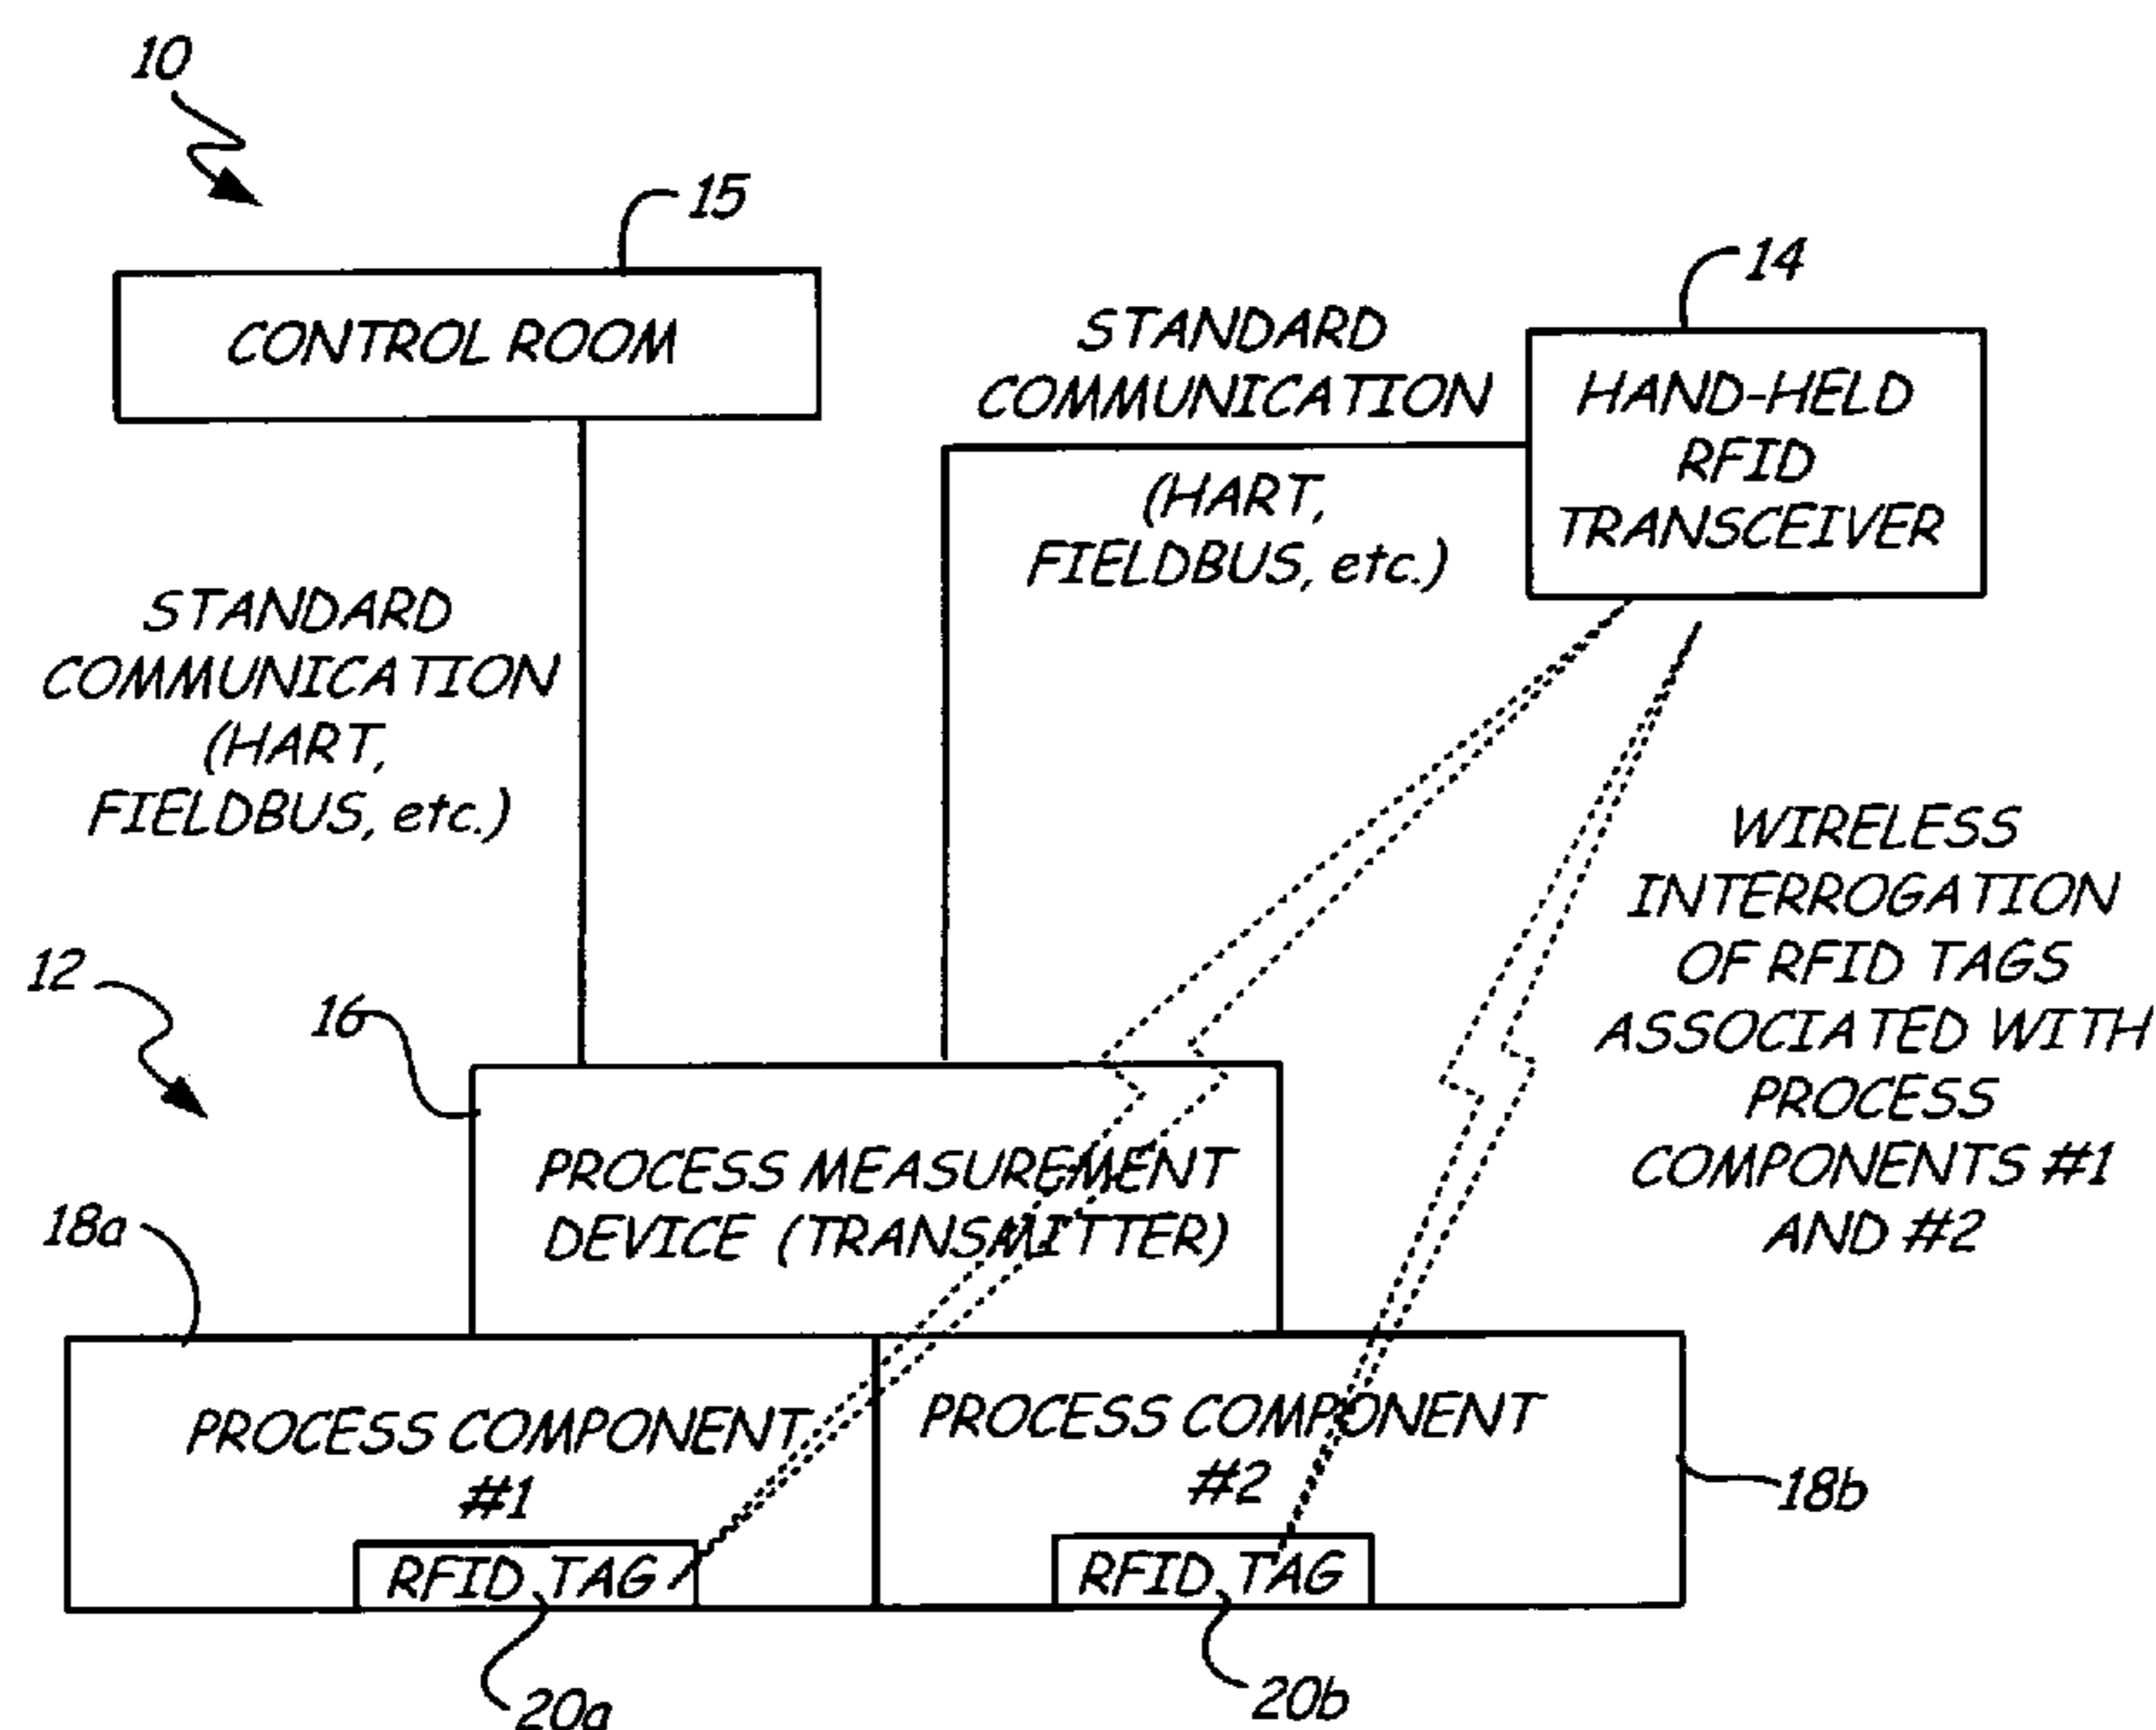 10
15
CONTROL ROOM
14
STANDARD
COMMUNICATION
(HART,
FIELDBUS, etc.)
HAND-HELD
RFID
TRANSCEIVER
STANDARD
COMMUNICATION
(HART,
FIELDBUS, etc.)
WIRELESS
INTERROGATION
OF RFID TAGS
ASSOCIATED WITH
PROCESS
COMPONENTS #1
AND #2
12
16
PROCESS MEASUREMENT
DEVICE (TRANSMITTER)
18a
PROCESS COMPONENT
#1
PROCESS COMPONENT
#2
18b
RFID TAG
RFID TAG
20a
20b